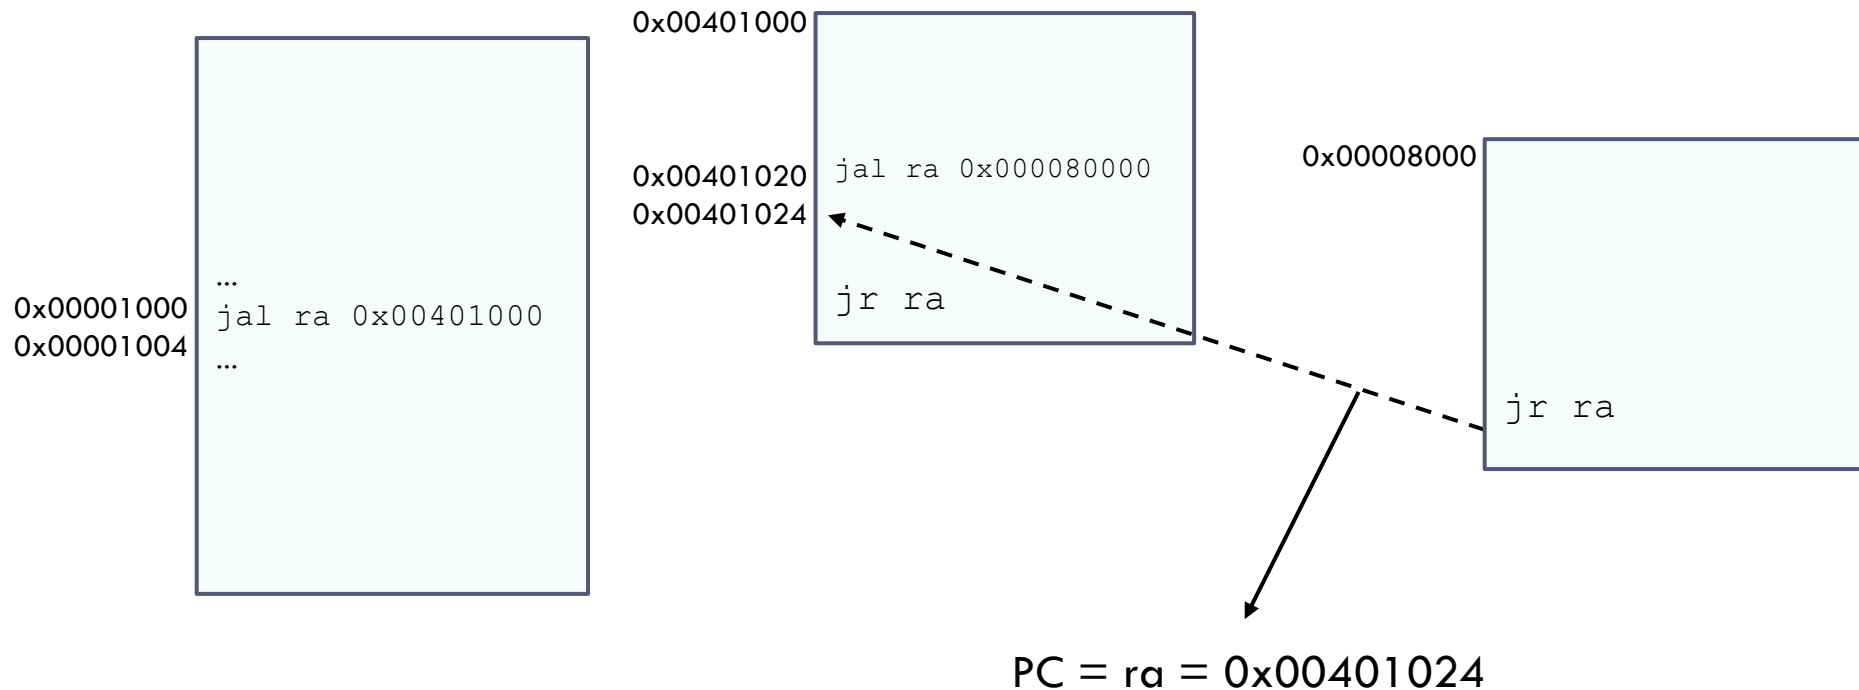 0x00001000
0x00001004
...
jal ra 0x00401000
...
0x00401000
0x00401020
0x00401024
jal ra 0x000080000
jr ra
0x00008000
jr ra
PC = ra = 0x00401024